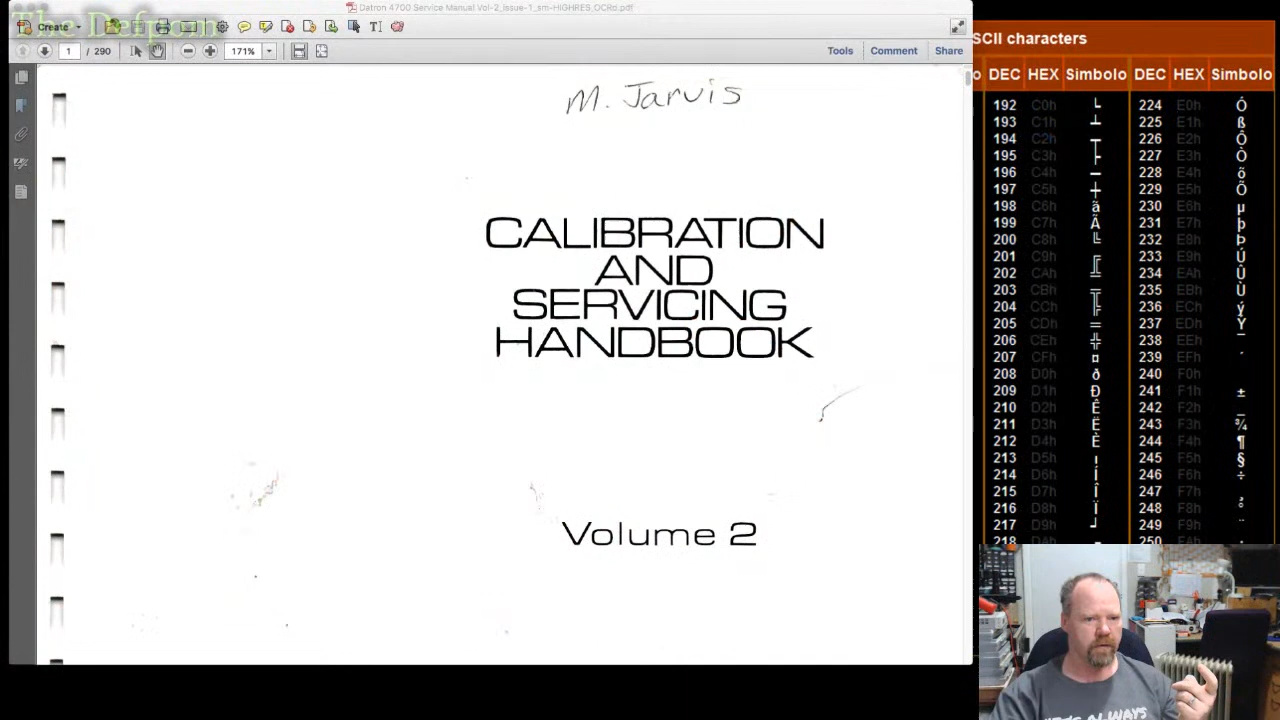 The Defpom
Datron 4700 Service Manual Vol-2_Issue-1_sm-HIGHRES_OCRd.pdf
Create
1 / 290
171%
Tools Comment Share
M. Jarvis
CALIBRATION
AND
SERVICING
HANDBOOK
Volume 2
SCII characters
o DEC HEX Simbolo DEC HEX Simbolo
192 C0h └ 224 E0h Ó
193 C1h ┴ 225 E1h ß
194 C2h ┬ 226 E2h Ô
195 C3h ├ 227 E3h Ò
196 C4h ─ 228 E4h õ
197 C5h ┼ 229 E5h Õ
198 C6h ã 230 E6h µ
199 C7h Ã 231 E7h þ
200 C8h ╚ 232 E8h Þ
201 C9h ╔ 233 E9h Ú
202 CAh ╩ 234 EAh Û
203 CBh ╦ 235 EBh Ù
204 CCh ╠ 236 ECh ý
205 CDh ═ 237 EDh Ý
206 CEh ╬ 238 EEh ¯
207 CFh ¤ 239 EFh ´
208 D0h ð 240 F0h
209 D1h Đ 241 F1h ±
210 D2h Ê 242 F2h _
211 D3h Ë 243 F3h ¾
212 D4h È 244 F4h ¶
213 D5h ı 245 F5h §
214 D6h Í 246 F6h ÷
215 D7h Î 247 F7h ¸
216 D8h Ï 248 F8h °
217 D9h ┘ 249 F9h ¨
218 DAh 250 FAh ·
ALWAYS